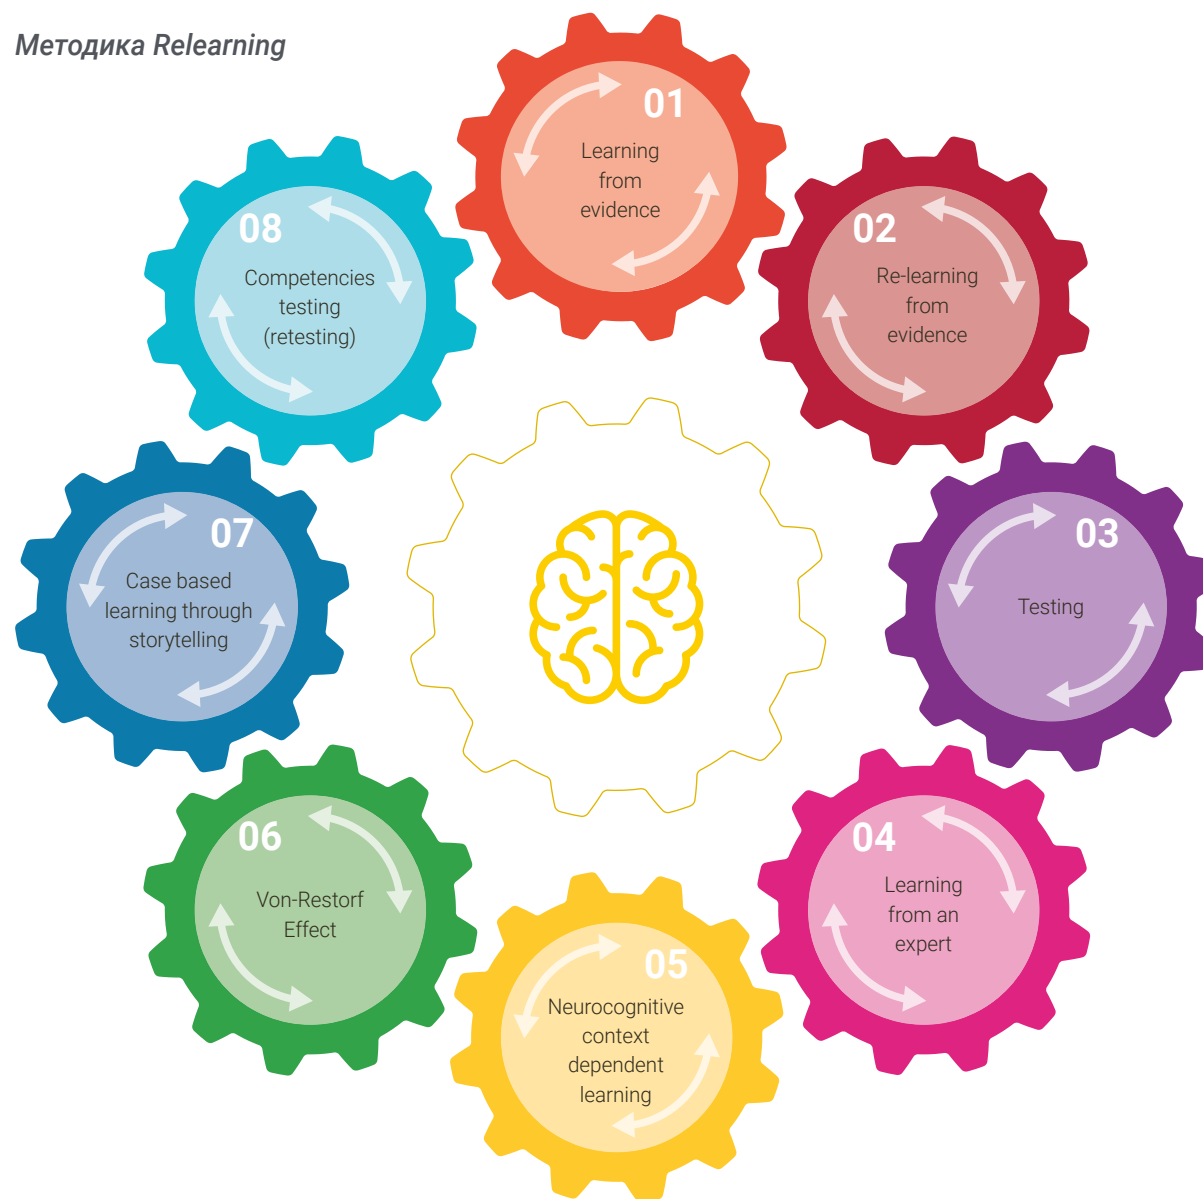 Методика Relearning
01
Learning
from
evidence
02
Re-learning
from
evidence
03
Testing
04
Learning
from an
expert
05
Neurocognitive
context
dependent
learning
06
Von-Restorf
Effect
07
Case based
learning through
storytelling
08
Competencies
testing
(retesting)